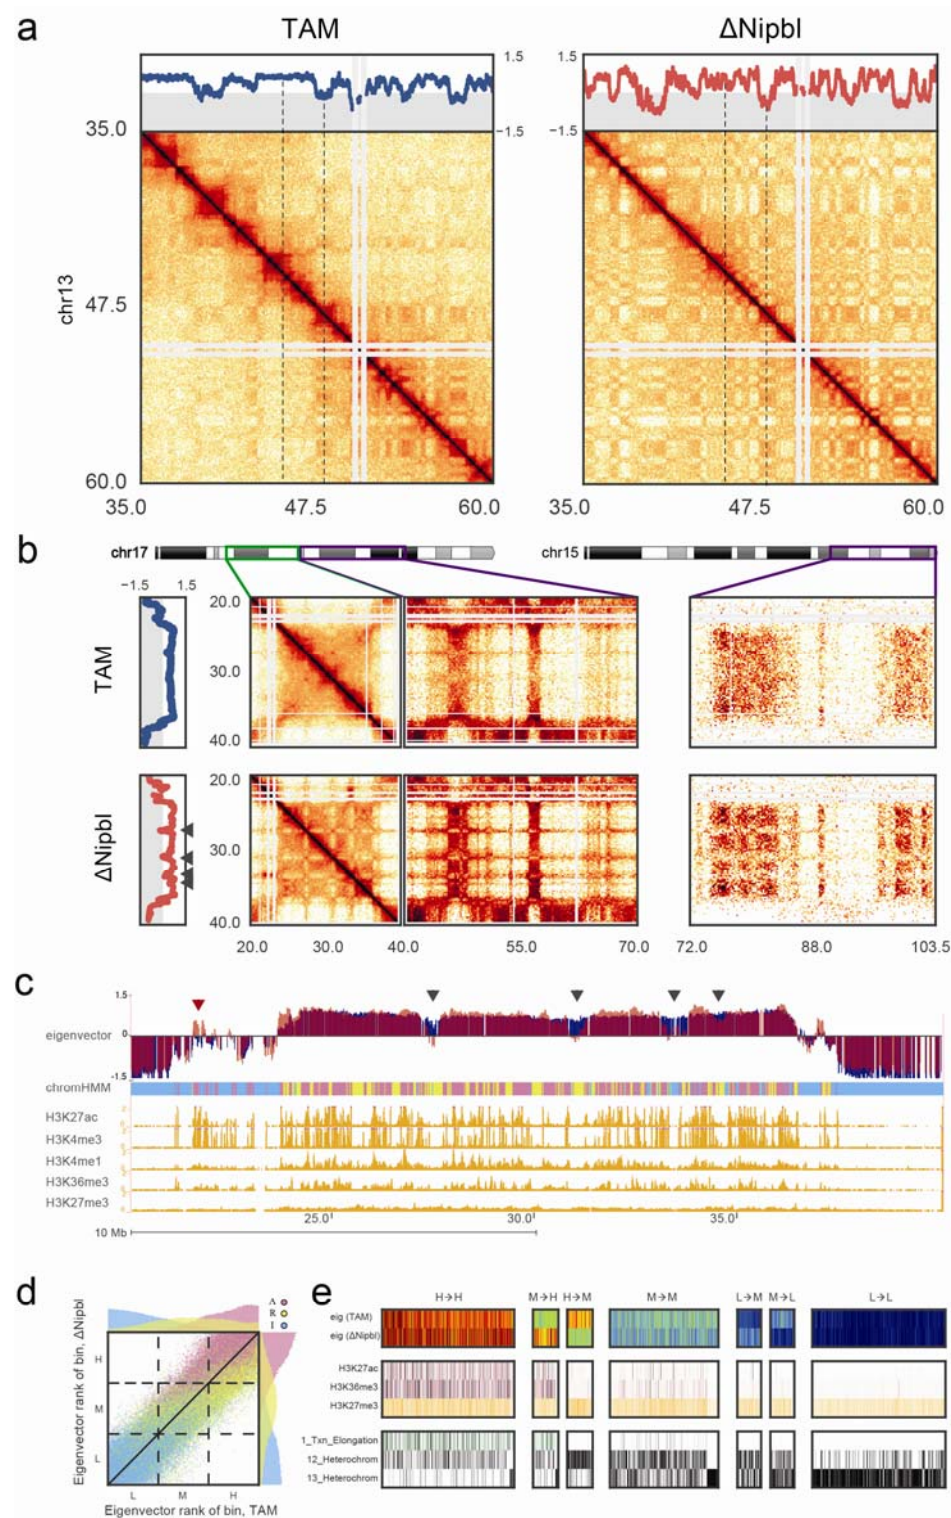 a
TAM
ΔNipbl
1.5
−1.5
−1.5
1.5
35.0
47.5
60.0
chr13
35.0
47.5
60.0
35.0
47.5
60.0
b
chr17
chr15
−1.5 1.5
TAM
20.0
30.0
40.0
ΔNipbl
20.0
30.0
40.0
20.0 30.0 40.0 55.0 70.0
72.0 88.0 103.5
c
1.5
eigenvector
0
-1.5
chromHMM
H3K27ac
H3K4me3
H3K4me1
H3K36me3
H3K27me3
25.0
30.0
35.0
10 Mb
d
A
R
I
Eigenvector rank of bin, ΔNipbl
H
M
L
L M H
Eigenvector rank of bin, TAM
e
H→H M→H H→M M→M L→M M→L L→L
eig (TAM)
eig (ΔNipbl)
H3K27ac
H3K36me3
H3K27me3
1_Txn_Elongation
12_Heterochrom
13_Heterochrom